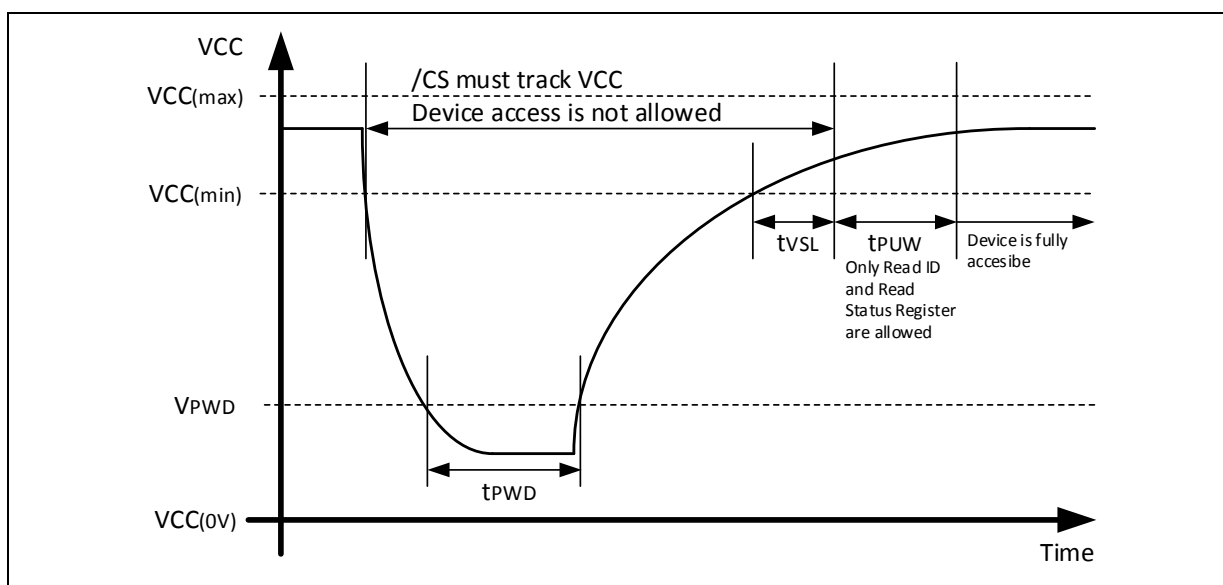 VCC
VCC(max)
/CS must track VCC
Device access is not allowed
VCC(min)
tVSL
tPUW
Only Read ID
and Read
Status Register
are allowed
Device is fully
accesibe
VPWD
tPWD
VCC(0V)
Time